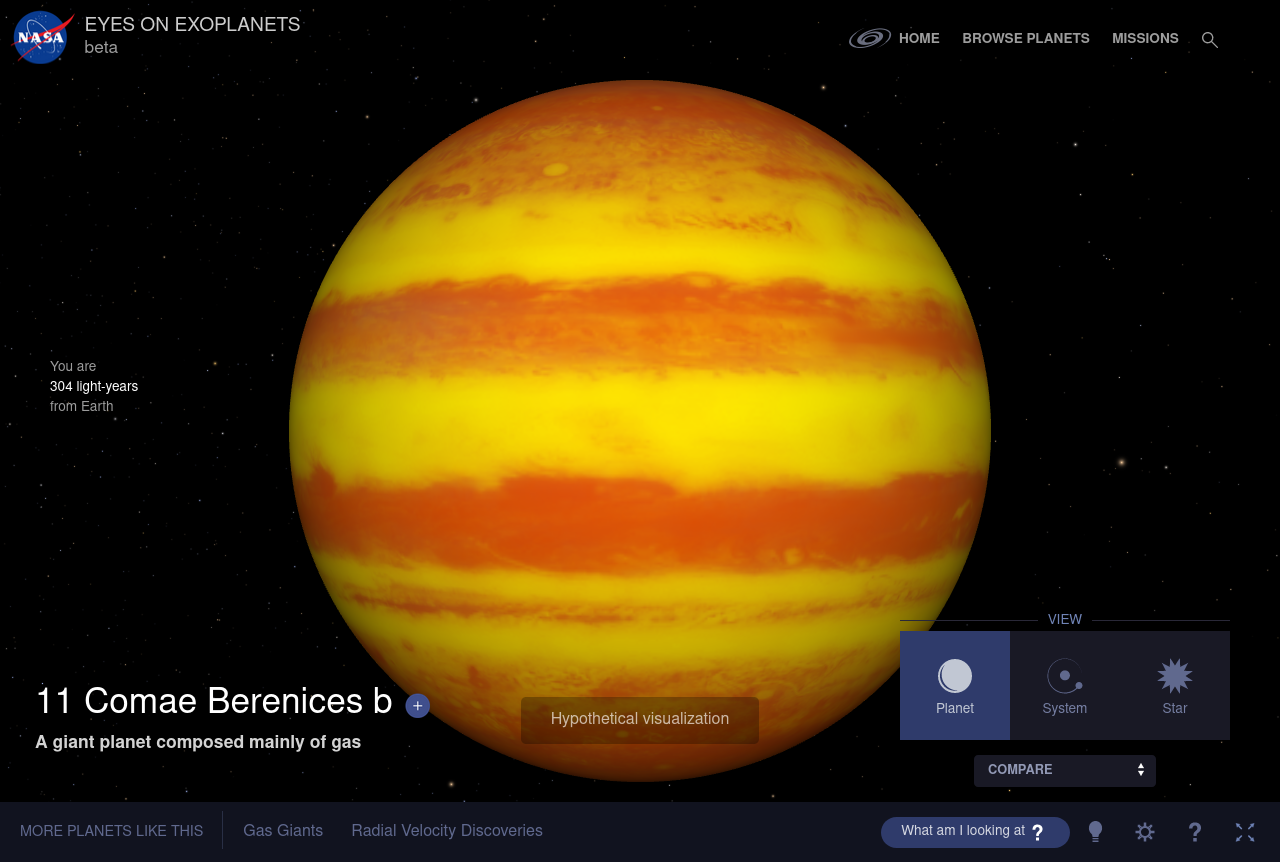 NASA
EYES ON EXOPLANETS
beta
HOME
BROWSE PLANETS
MISSIONS
You are
304 light-years
from Earth
VIEW
Planet
System
Star
11 Comae Berenices b
+
A giant planet composed mainly of gas
Hypothetical visualization
COMPARE
MORE PLANETS LIKE THIS
Gas Giants
Radial Velocity Discoveries
What am I looking at ?
?